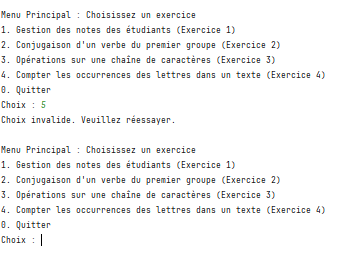 Menu Principal : Choisissez un exercice
1. Gestion des notes des étudiants (Exercice 1)
2. Conjugaison d'un verbe du premier groupe (Exercice 2)
3. Opérations sur une chaîne de caractères (Exercice 3)
4. Compter les occurrences des lettres dans un texte (Exercice 4)
0. Quitter
Choix : 5
Choix invalide. Veuillez réessayer.
Menu Principal : Choisissez un exercice
1. Gestion des notes des étudiants (Exercice 1)
2. Conjugaison d'un verbe du premier groupe (Exercice 2)
3. Opérations sur une chaîne de caractères (Exercice 3)
4. Compter les occurrences des lettres dans un texte (Exercice 4)
0. Quitter
Choix :